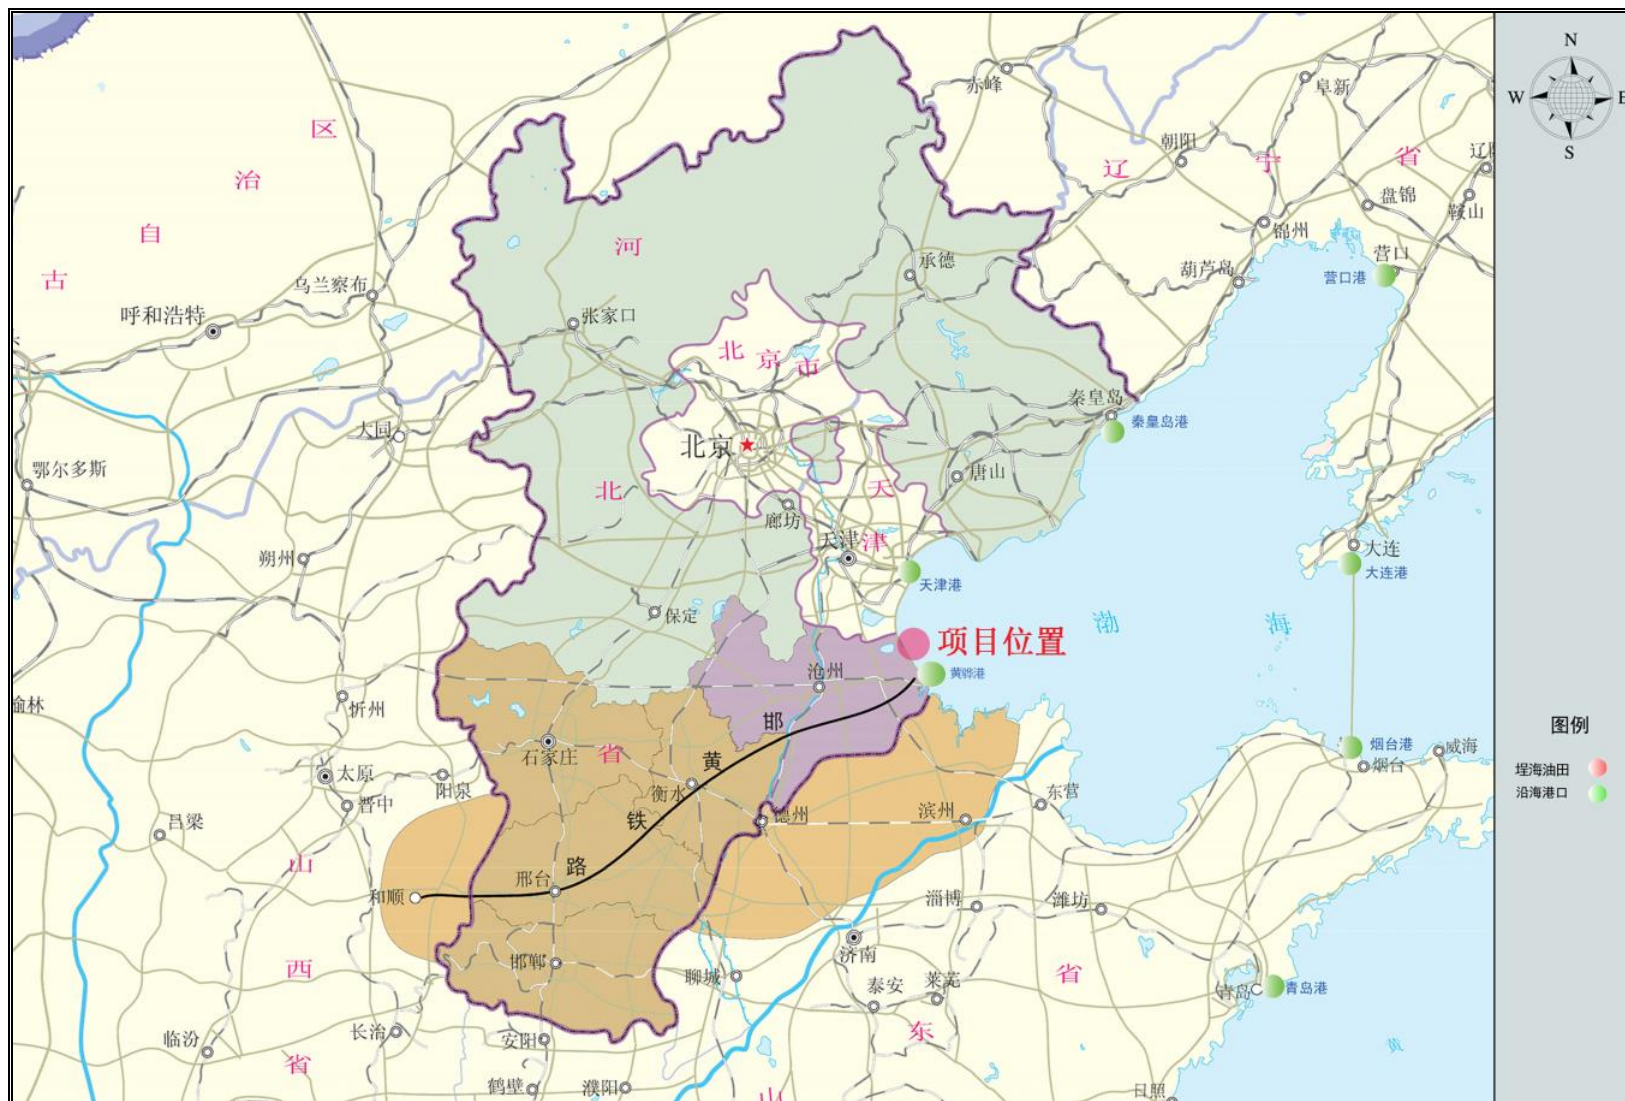 N
W
E
S
赤峰
阜新
区
朝阳
辽
宁
省
辽阳
治
盘锦
鞍山
自
锦州
河
营口
古
承德
葫芦岛
营口港
乌兰察布
呼和浩特
张家口
北
京
市
秦皇岛
秦皇岛港
大同
北京
鄂尔多斯
唐山
北
天
廊坊
天津
津
大连
朔州
大连港
天津港
保定
渤
海
项目位置
沧州
黄骅港
榆林
忻州
邯
图例
石家庄
省
烟台港
威海
黄
太原
烟台
埕海油田
阳泉
衡水
沿海港口
晋中
东营
吕梁
铁
德州
滨州
山
路
邢台
和顺
淄博
潍坊
济南
邯郸
西
聊城
省
泰安
莱芜
青岛
青岛港
长治
东
临汾
安阳
黄
省
鹤壁
濮阳
山
日照